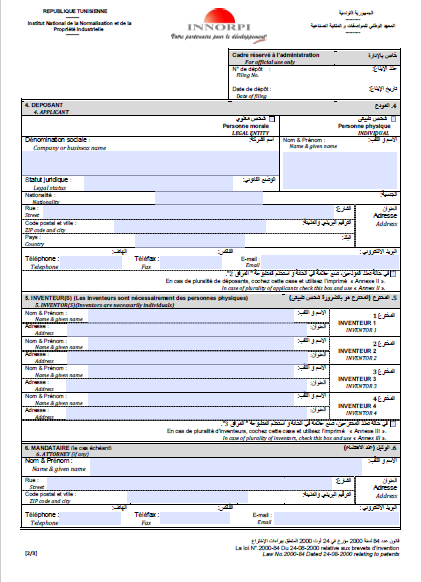 REPUBLIQUE TUNISIENNE
Institut National de la Normalisation et de la
Propriété Industrielle
INNORPI
Votre partenaire pour le développement
الجمهورية التونسية
المعهد الوطني للمواصفات و الملكية الصناعية
Cadre réservé à l'administration
For official use only
خاص بالإدارة
N° de dépôt :
Filing No.
عدد الإيداع:
Date de dépôt :
Date of filing
تاريخ الإيداع:
4. DEPOSANT
4. APPLICANT
4. المودع
شخص معنوي
Personne morale
LEGAL ENTITY
شخص طبيعي
Personne physique
INDIVIDUAL
Dénomination sociale :
Company or business name
اسم الشركة:
Nom & Prénom :
Name & given name
الاسم و اللقب:
Statut juridique :
Legal status
الوضع القانوني:
Nationalité :
Nationality
الجنسية:
Rue :
Street
الشارع:
العنوان
Adresse
Address
Code postal et ville :
ZIP code and city
الترقيم البريدي والمدينة:
Pays :
Country
البلد:
Téléphone :
Telephone
الهاتف:
Téléfax :
Fax
الفاكس:
E-mail :
Email
البريد الالكتروني:
في حالة تعدد المودعين، ضع علامة في الخانة و استخدم المطبوعة " المرفق 2".
En cas de pluralité de déposants, cochez cette case et utilisez l'imprimé « Annexe II ».
In case of plurality of applicants check this box and use « Annex II ».
5. INVENTEUR(S) (Les inventeurs sont nécessairement des personnes physiques)
5. INVENTOR(S)(Inventors are necessarily individuals)
5. المخترع (المخترع هو بالضرورة شخص طبيعي)
Nom & Prénom :
Name & given name
الاسم و اللقب:
Adresse :
Address
العنوان:
المخترع 1
INVENTEUR 1
INVENTOR 1
Nom & Prénom :
Name & given name
الاسم و اللقب:
Adresse :
Address
العنوان:
المخترع 2
INVENTEUR 2
INVENTOR 2
Nom & Prénom :
Name & given name
الاسم و اللقب:
Adresse :
Address
العنوان:
المخترع 3
INVENTEUR 3
INVENTOR 3
Nom & Prénom :
Name & given name
الاسم و اللقب:
Adresse :
Address
العنوان:
المخترع 4
INVENTEUR 4
INVENTOR 4
في حالة تعدد المخترعين، ضع علامة في الخانة و استخدم المطبوعة " المرفق 3".
En cas de pluralité d'inventeurs, cochez cette case et utilisez l'imprimé « Annexe III ».
In case of plurality of inventors, check this box and use « Annex III ».
6. MANDATAIRE (le cas échéant)
6. ATTORNEY (if any)
6. الوكيل (عند الاقتضاء)
Nom & Prénom :
Name & given name
الاسم و اللقب:
Rue :
Street
الشارع:
العنوان
Adresse
Address
Code postal et ville :
ZIP code and city
الترقيم البريدي والمدينة:
Téléphone :
Telephone
الهاتف:
Téléfax :
Fax
الفاكس:
E-mail :
Email
البريد الالكتروني:
قانون عدد 84 لسنة 2000 مؤرخ في 24 أوت 2000 المتعلق ببراءات الإختراع
La loi N°.2000-84 Du 24-08-2000 relative aux brevets d'invention
Law No.2000-84 Dated 24-08-2000 relating to patents
[2/3]